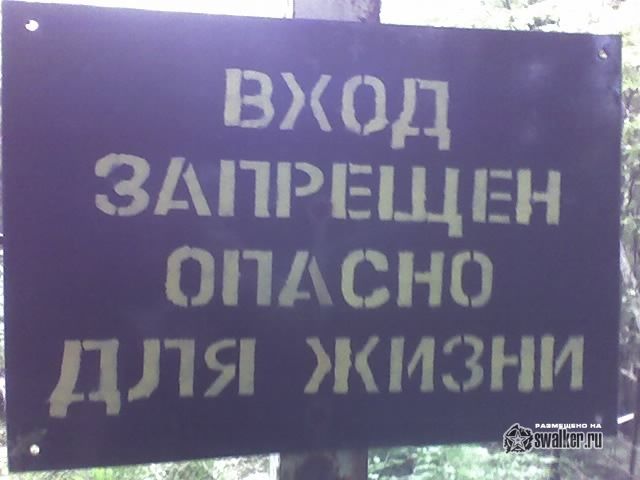 ВХОД
ЗАПРЕЩЕН
ОПАСНО
ДЛЯ ЖИЗНИ
РАЗМЕЩЕНО НА
swalker.ru